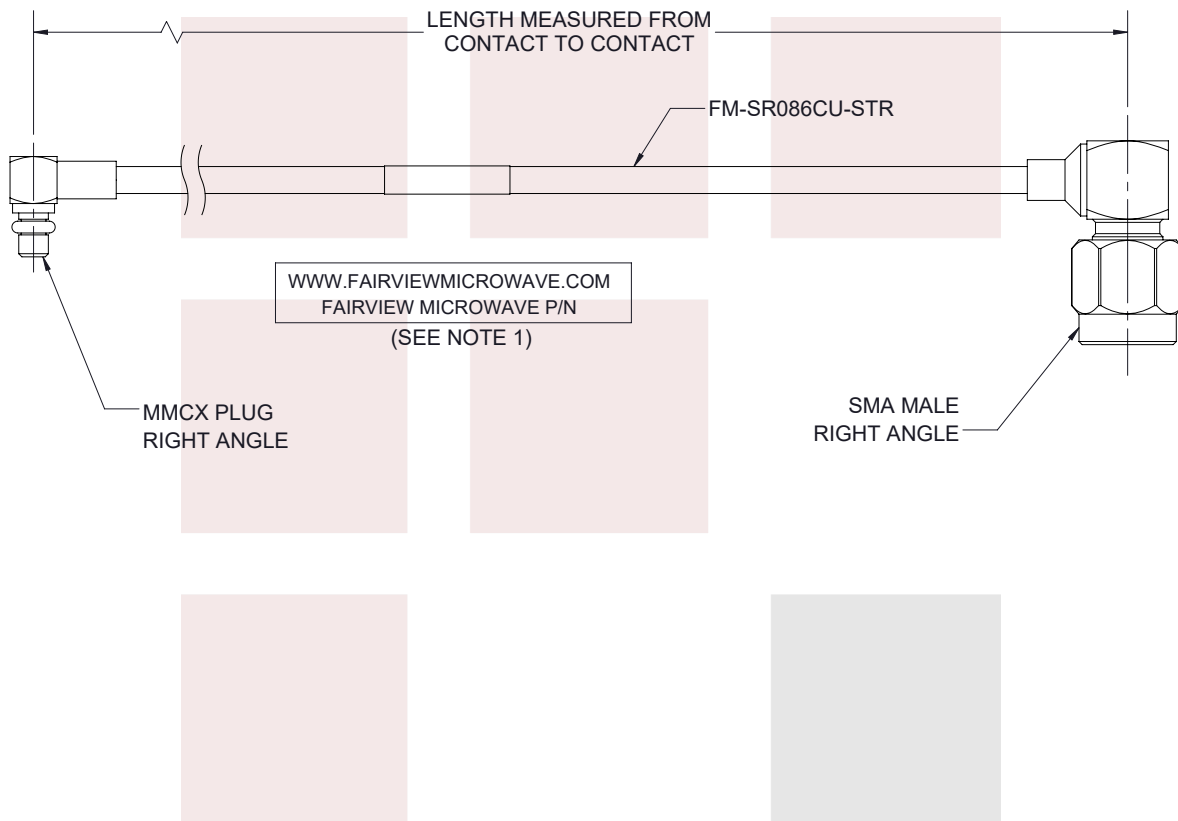 LENGTH MEASURED FROM
CONTACT TO CONTACT
FM-SR086CU-STR
WWW.FAIRVIEWMICROWAVE.COM
FAIRVIEW MICROWAVE P/N
(SEE NOTE 1)
MMCX PLUG
RIGHT ANGLE
SMA MALE
RIGHT ANGLE